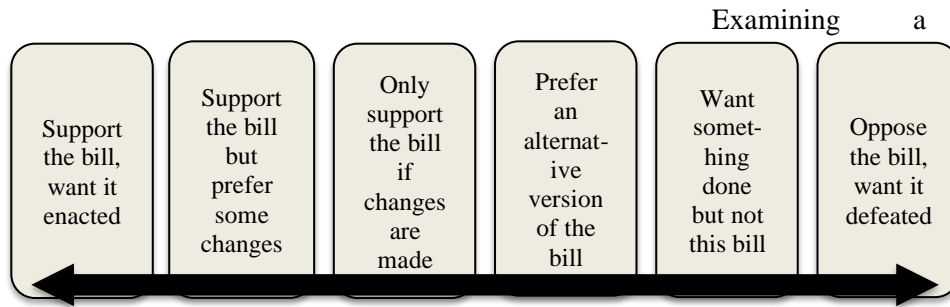 Examining a
Support
the bill,
want it
enacted
Support
the bill
but
prefer
some
changes
Only
support
the bill
if
changes
are
made
Prefer
an
alternat-
ive
version
of the
bill
Want
somet-
hing
done
but not
this bill
Oppose
the bill,
want it
defeated